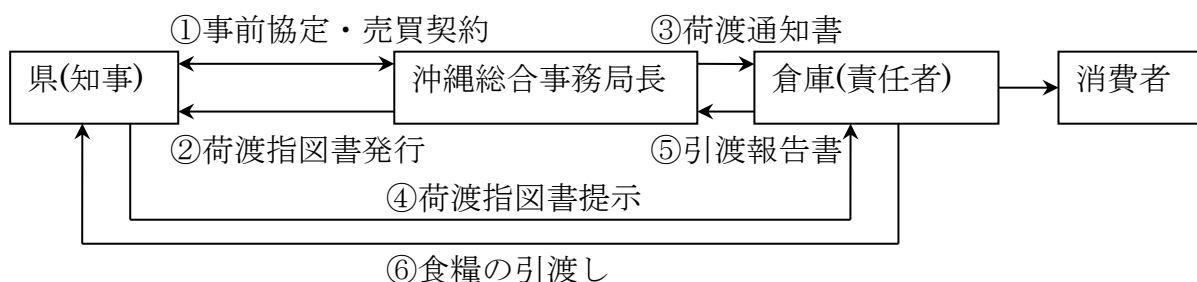 ①事前協定・売買契約
③荷渡通知書
県(知事)
沖縄総合事務局長
倉庫(責任者)
消費者
②荷渡指図書発行
⑤引渡報告書
④荷渡指図書提示
⑥食糧の引渡し